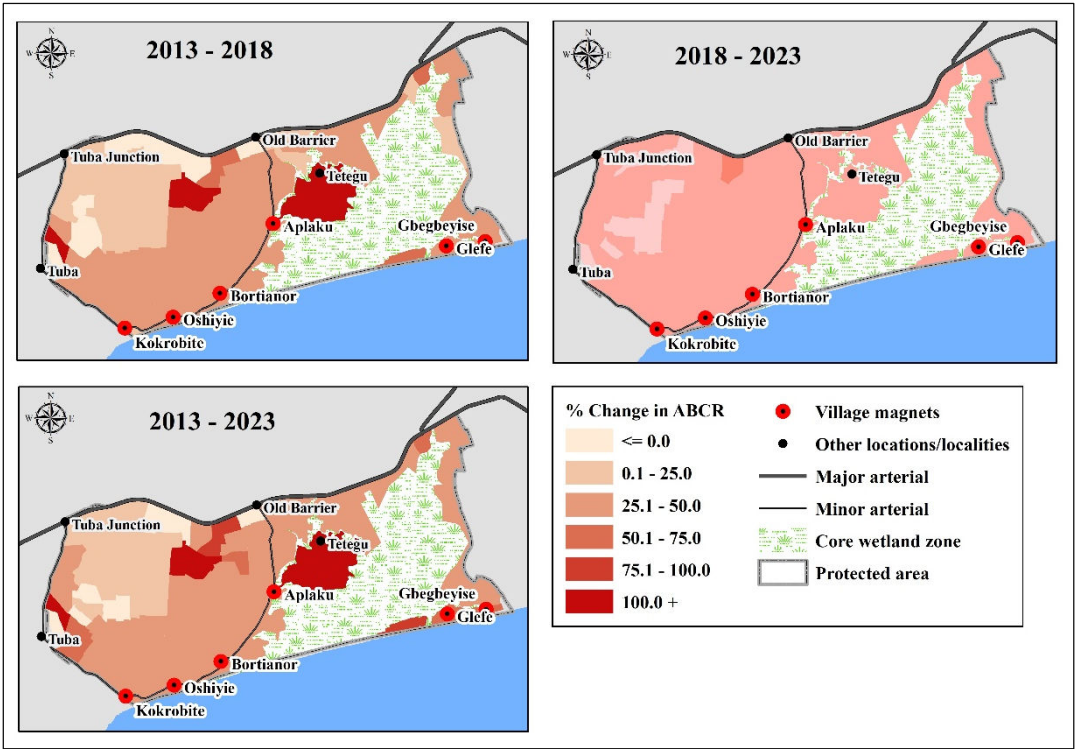 N
W E
S
2013 - 2018
Old Barrier
Tuba Junction
Tetegu
Aplaku
Gbegbeyise
Glefe
Tuba
Bortianor
Oshiyie
Kokrobite
N
W E
S
2018 - 2023
Old Barrier
Tuba Junction
Tetegu
Aplaku
Gbegbeyise
Glefe
Tuba
Bortianor
Oshiyie
Kokrobite
N
W E
S
2013 - 2023
Old Barrier
Tuba Junction
Tetegu
Aplaku
Gbegbeyise
Glefe
Tuba
Bortianor
Oshiyie
Kokrobite
% Change in ABCR
<= 0.0
0.1 - 25.0
25.1 - 50.0
50.1 - 75.0
75.1 - 100.0
100.0 +
Village magnets
Other locations/localities
Major arterial
Minor arterial
Core wetland zone
Protected area